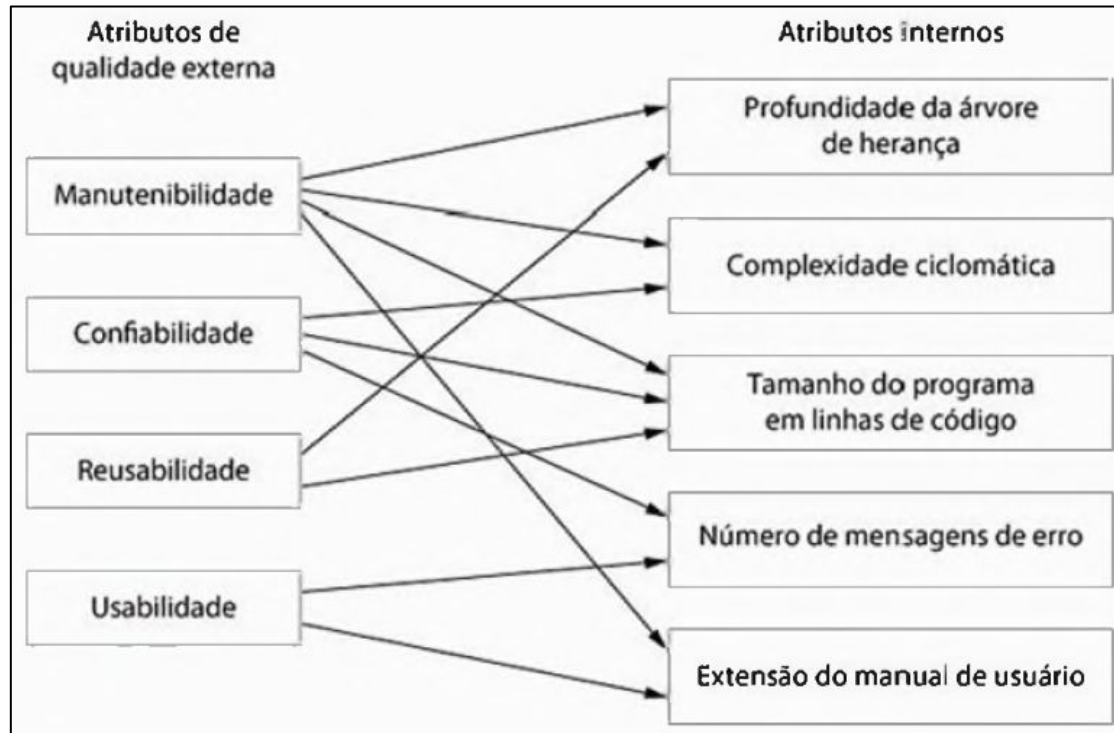 Atributos de
qualidade externa
Manutenibilidade
Confiabilidade
Reusabilidade
Usabilidade
Atributos internos
Profundidade da árvore
de herança
Complexidade ciclomática
Tamanho do programa
em linhas de código
Número de mensagens de erro
Extensão do manual de usuário